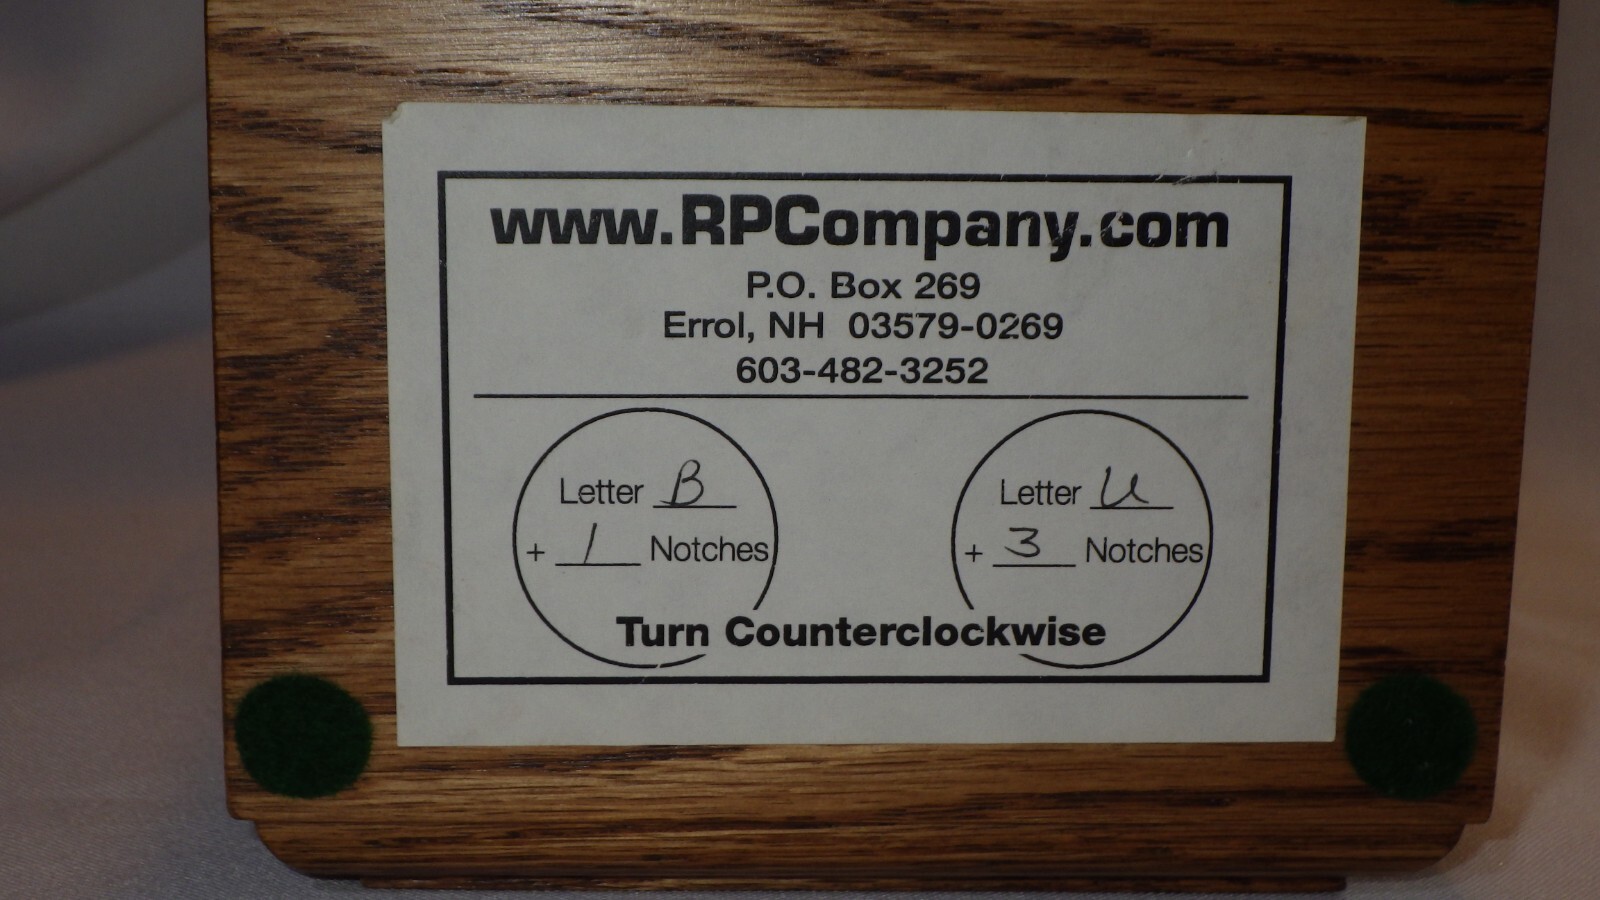 www.RPCompany.com
P.O. Box 269
Errol, NH 03579-0269
603-482-3252
Letter B
+ 1 Notches
Letter U
+ 3 Notches
Turn Counterclockwise